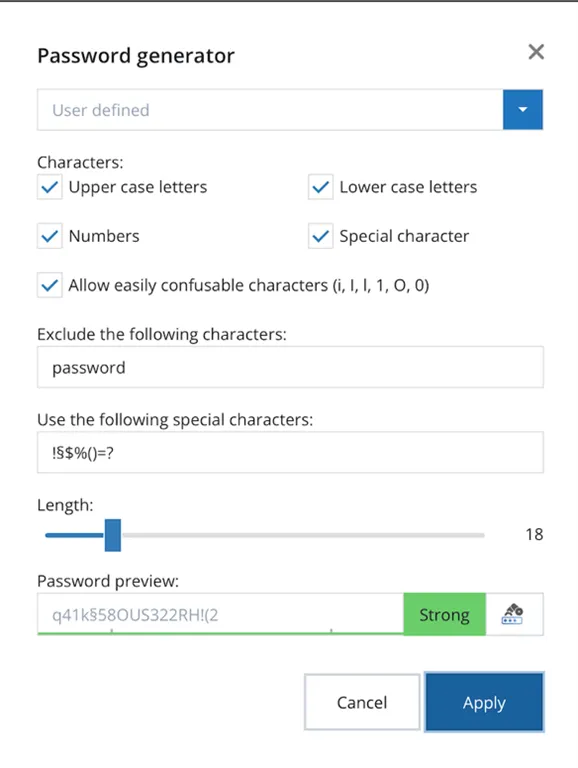 Password generator
User defined
Characters:
Upper case letters
Lower case letters
Numbers
Special character
Allow easily confusable characters (i, I, l, 1, O, 0)
Exclude the following characters:
password
Use the following special characters:
!§$%()=?
Length:
18
Password preview:
q41k§58OUS322RH!(2
Strong
Cancel
Apply